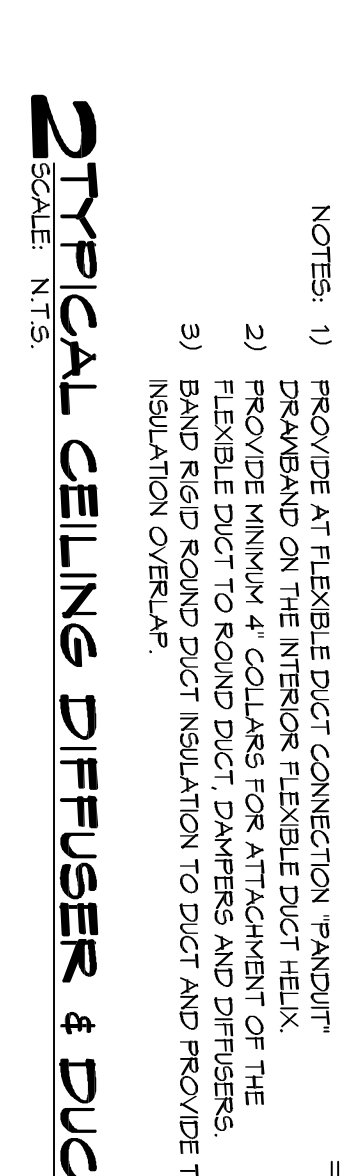 NOTES: 1) PROVIDE AT FLEXIBLE DUCT CONNECTION "PANDUIT"
DRAWBAND ON THE INTERIOR FLEXIBLE DUCT HELIX.
2) PROVIDE MINIMUM 4" COLLARS FOR ATTACHMENT OF THE
FLEXIBLE DUCT TO ROUND DUCT, DAMPERS AND DIFFUSERS.
3) BAND RIGID ROUND DUCT INSULATION TO DUCT AND PROVIDE
INSULATION OVERLAP.
2 TYPICAL CEILING DIFFUSER & DUC
SCALE: N.T.S.